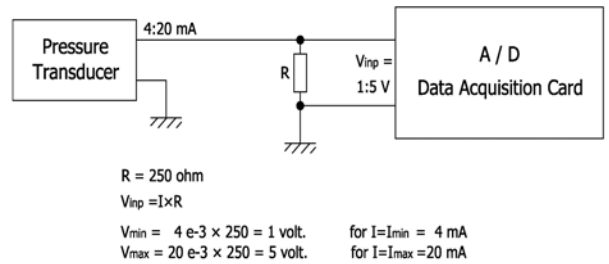 4:20 mA
Pressure
Transducer
R
Vinp =
1:5 V
A / D
Data Acquisition Card
R = 250 ohm
Vinp =I×R
Vmin = 4 e-3 × 250 = 1 volt. for I=Imin = 4 mA
Vmax = 20 e-3 × 250 = 5 volt. for I=Imax =20 mA